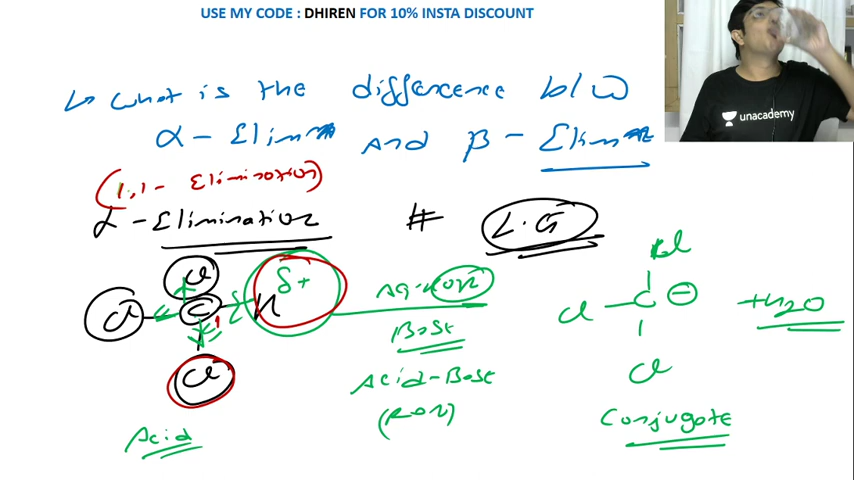 USE MY CODE : DHIREN FOR 10% INSTA DISCOUNT
unacademy
↳ what is the difference b/w
α - Elimn and β - Elimn
(1,1 - Elimination)
α - Elimination # L.G
Cl
Cl - C - H δ+
1
Cl
Acid
aq. KOH
Base
Acid-Base
(RXN)
Cl
Cl - C ⊖ + H2O
Cl
Conjugate